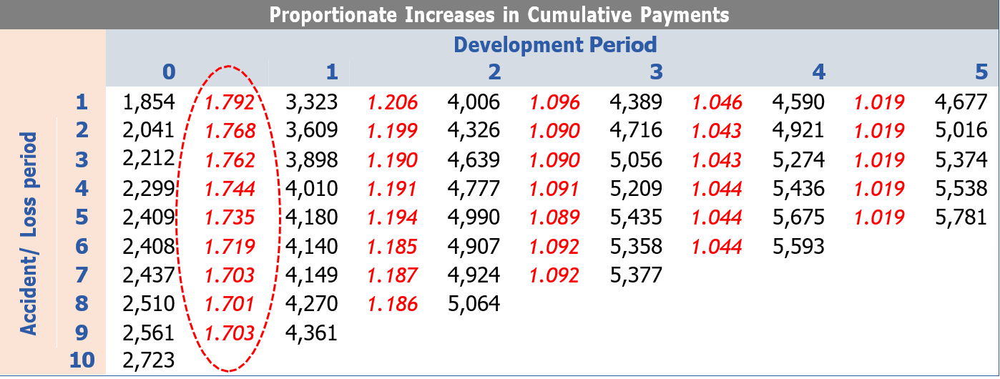 Proportionate Increases in Cumulative Payments
Development Period
0 1 2 3 4 5
Accident/ Loss period
1 1,854 1.792 3,323 1.206 4,006 1.096 4,389 1.046 4,590 1.019 4,677
2 2,041 1.768 3,609 1.199 4,326 1.090 4,716 1.043 4,921 1.019 5,016
3 2,212 1.762 3,898 1.190 4,639 1.090 5,056 1.043 5,274 1.019 5,374
4 2,299 1.744 4,010 1.191 4,777 1.091 5,209 1.044 5,436 1.019 5,538
5 2,409 1.735 4,180 1.194 4,990 1.089 5,435 1.044 5,675 1.019 5,781
6 2,408 1.719 4,140 1.185 4,907 1.092 5,358 1.044 5,593
7 2,437 1.703 4,149 1.187 4,924 1.092 5,377
8 2,510 1.701 4,270 1.186 5,064
9 2,561 1.703 4,361
10 2,723